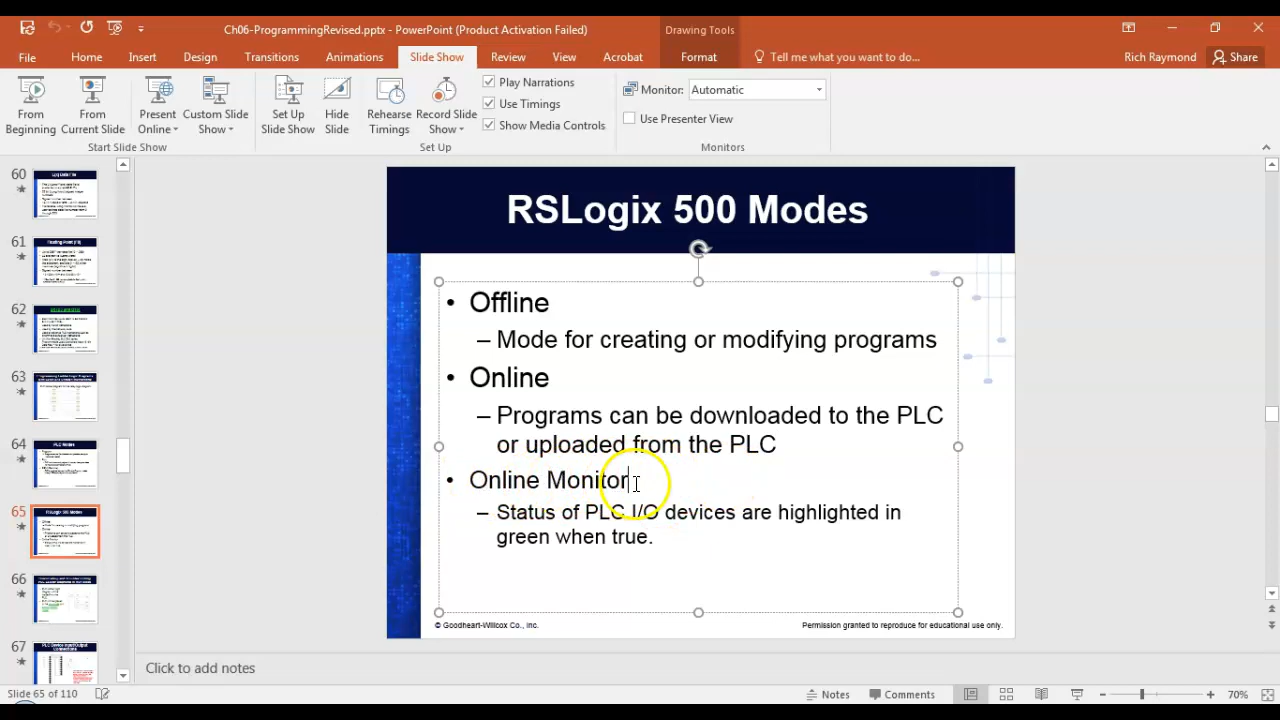 Ch06-ProgrammingRevised.pptx - PowerPoint (Product Activation Failed)
Drawing Tools
File Home Insert Design Transitions Animations Slide Show Review View Acrobat Format Tell me what you want to do... Rich Raymond Share
From Beginning
From Current Slide
Present Online
Custom Slide Show
Set Up Slide Show
Hide Slide
Rehearse Timings
Record Slide Show
Play Narrations
Use Timings
Show Media Controls
Monitor: Automatic
Use Presenter View
Start Slide Show Set Up Monitors
60
61
62
63
64
PLC Modes
65
RSLogix 500 Modes
66
67
RSLogix 500 Modes
• Offline
– Mode for creating or modifying programs
• Online
– Programs can be downloaded to the PLC
or uploaded from the PLC
• Online Monitor
– Status of PLC I/O devices are highlighted in
green when true.
© Goodheart-Willcox Co., Inc. Permission granted to reproduce for educational use only.
Click to add notes
Slide 65 of 110 Notes Comments 70%